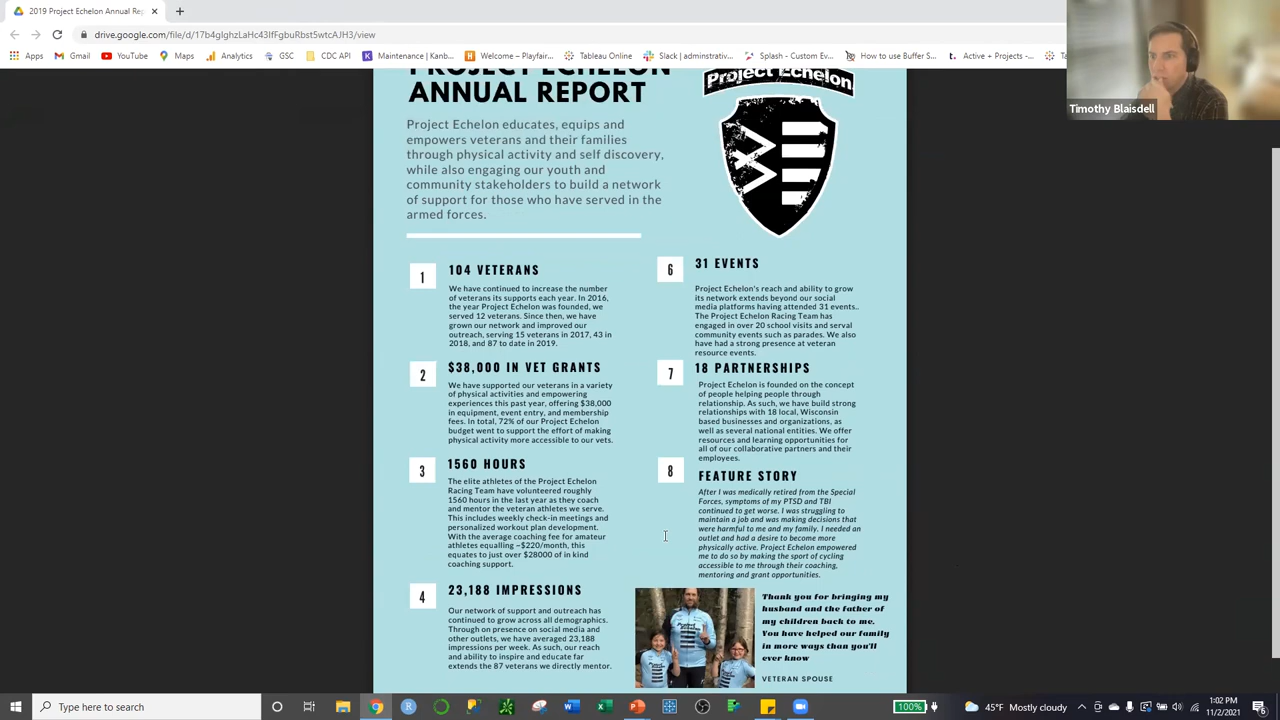 2019 Project Echelon Annual Rep
drive.google.com/file/d/17b4gIghzLaHc43IfFgbuRbst5wtcAJH3/view
Apps
Gmail
YouTube
Maps
Analytics
GSC
CDC API
Maintenance | Kanb...
Welcome – Playfair...
Tableau Online
Slack | adminstrativ...
Splash - Custom Ev...
How to use Buffer S...
Active + Projects -...
Timothy Blaisdell
PROJECT ECHELON
ANNUAL REPORT
Project Echelon educates, equips and
empowers veterans and their families
through physical activity and self discovery,
while also engaging our youth and
community stakeholders to build a network
of support for those who have served in the
armed forces.
Project Echelon
1
104 VETERANS
We have continued to increase the number
of veterans its supports each year. In 2016,
the year Project Echelon was founded, we
served 12 veterans. Since then, we have
grown our network and improved our
outreach, serving 15 veterans in 2017, 43 in
2018, and 87 to date in 2019.
2
$38,000 IN VET GRANTS
We have supported our veterans in a variety
of physical activities and empowering
experiences this past year, offering $38,000
in equipment, event entry, and membership
fees. In total, 72% of our Project Echelon
budget went to support the effort of making
physical activity more accessible to our vets.
3
1560 HOURS
The elite athletes of the Project Echelon
Racing Team have volunteered roughly
1560 hours in the last year as they coach
and mentor the veteran athletes we serve.
This includes weekly check-in meetings and
personalized workout plan development.
With the average coaching fee for amateur
athletes equalling ~$220/month, this
equates to just over $28000 of in kind
coaching support.
4
23,188 IMPRESSIONS
Our network of support and outreach has
continued to grow across all demographics.
Through on presence on social media and
other outlets, we have averaged 23,188
impressions per week. As such, our reach
and ability to inspire and educate far
extends the 87 veterans we directly mentor.
6
31 EVENTS
Project Echelon's reach and ability to grow
its network extends beyond our social
media platforms having attended 31 events..
The Project Echelon Racing Team has
engaged in over 20 school visits and serval
community events such as parades. We also
have had a strong presence at veteran
resource events.
7
18 PARTNERSHIPS
Project Echelon is founded on the concept
of people helping people through
relationship. As such, we have build strong
relationships with 18 local, Wisconsin
based businesses and organizations, as
well as several national entities. We offer
resources and learning opportunities for
all of our collaborative partners and their
employees.
8
FEATURE STORY
After I was medically retired from the Special
Forces, symptoms of my PTSD and TBI
continued to get worse. I was struggling to
maintain a job and was making decisions that
were harmful to me and my family. I needed an
outlet and had a desire to become more
physically active. Project Echelon empowered
me to do so by making the sport of cycling
accessible to me through their coaching,
mentoring and grant opportunities.
Thank you for bringing my
husband and the father of
my children back to me.
You have helped our family
in more ways than you'll
ever know
VETERAN SPOUSE
Type here to search
100%
45°F Mostly cloudy
1:02 PM
11/2/2021